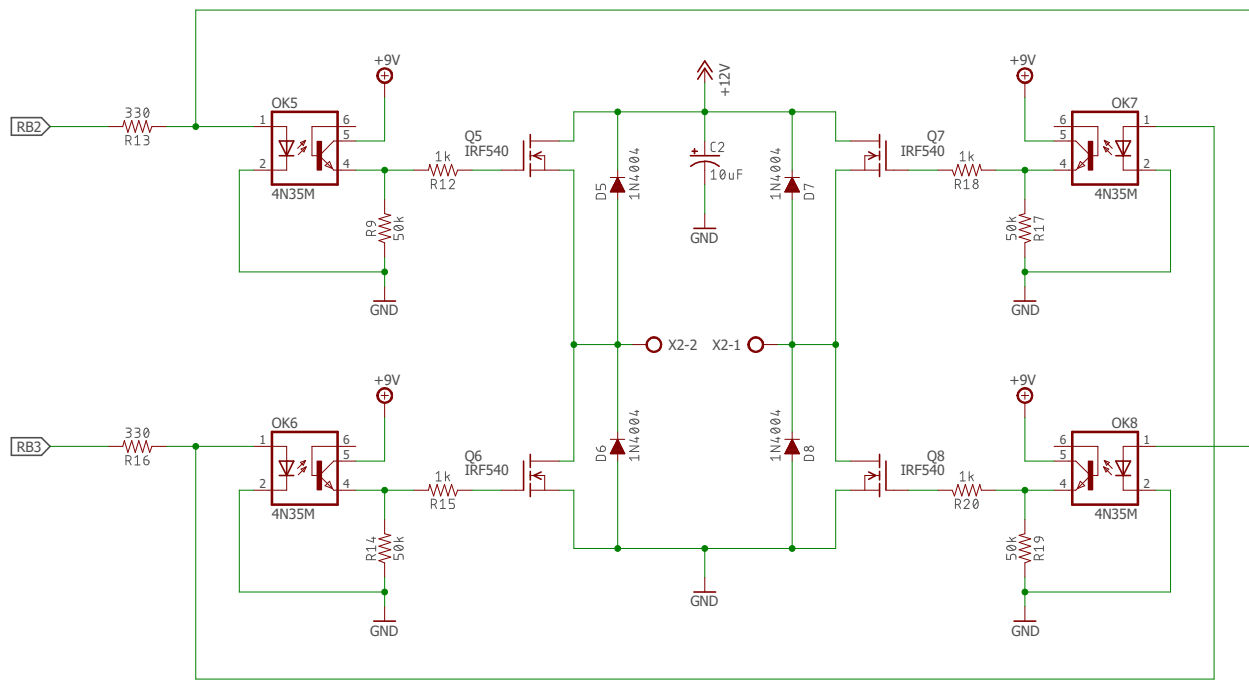 RB2
330
R13
OK5
1
2
6
5
4
4N35M
+9V
1k
R12
R9
50k
GND
Q5
IRF540
D5
1N4004
+12V
C2
+
10uF
GND
D7
1N4004
Q7
IRF540
1k
R18
+9V
50k
R17
GND
OK7
6
5
4
1
2
4N35M
X2-2
X2-1
RB3
330
R16
OK6
1
2
6
5
4
4N35M
+9V
1k
R15
R14
50k
GND
Q6
IRF540
D6
1N4004
GND
D8
1N4004
Q8
IRF540
1k
R20
+9V
50k
R19
GND
OK8
6
5
4
1
2
4N35M